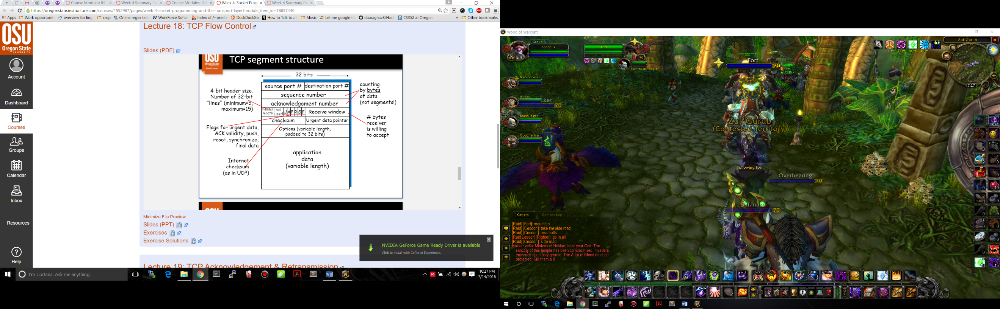 Course Modules: INT
Week 4 Summary Ex
Course Modules: INT
Week 4: Socket Prog
Week 4 Summary Ex
https://oregonstate.instructure.com/courses/1592967/pages/week-4-socket-programming-and-the-transport-layer?module_item_id=16857440
Apps
Work opportunit
overview for lingr
crop
Online regex test
WorkForce Softw
Index of /~predo
DuckDuckGo
How to Talk to a
Music
Let me google th
duaraghav8/Hac
CS352 at Oregon
»
Other bookmarks
OSU
Oregon State
UNIVERSITY
Account
Dashboard
Courses
Groups
Calendar
Inbox
Resources
Help
Lecture 18: TCP Flow Control
Slides (PDF)
OSU
Oregon State
TCP segment structure
32 bits
source port #
destination port #
sequence number
acknowledgement number
header
length
not
used
U A P R S F
Receive window
checksum
Urgent data pointer
Options (variable length,
padded to 32 bits)
application
data
(variable length)
4-bit header size.
Number of 32-bit
“lines” (minimum=5,
maximum=15)
Flags for urgent data,
ACK validity, push,
reset, synchronize,
final data
Internet
checksum
(as in UDP)
counting
by bytes
of data
(not segments!)
# bytes
receiver
is willing
to accept
Minimize File Preview
Slides (PPT)
Exercises
Exercise Solutions
Lecture 19: TCP Acknowledgement & Retransmission
NVIDIA GeForce Game Ready Driver is available
Click to install with GeForce Experience.
I'm Cortana. Ask me anything.
10:27 PM
7/14/2016
World of Warcraft
Group 3
Bonchus
Fort
70
Gurubashi Axe Th...
Necropovian
Abuss
ket
70
Soulslinger
Goocherino
Fort
70
Zul'Gurub
(Contested Territory)
Following Fort.
Overbearing
70
Satanbre
70
Zul'Gurub
N
7:27
11 m
41 m
41 m
40 m
General
Combat Log
[Raid] [Fort]: mount up
[Raid] [Ceodori]: take the side road
[Raid] [Ceodori]: less pulls
[Raid Leader] [Righter]: go in all
[Raid] [Ceodori]: side road
Hakkar yells: Minions of Hakkar, hear your God. The
sanctity of this temple has been compromised. Invaders
encroach upon holy ground! The Altar of Blood must be
protected. Kill them all!